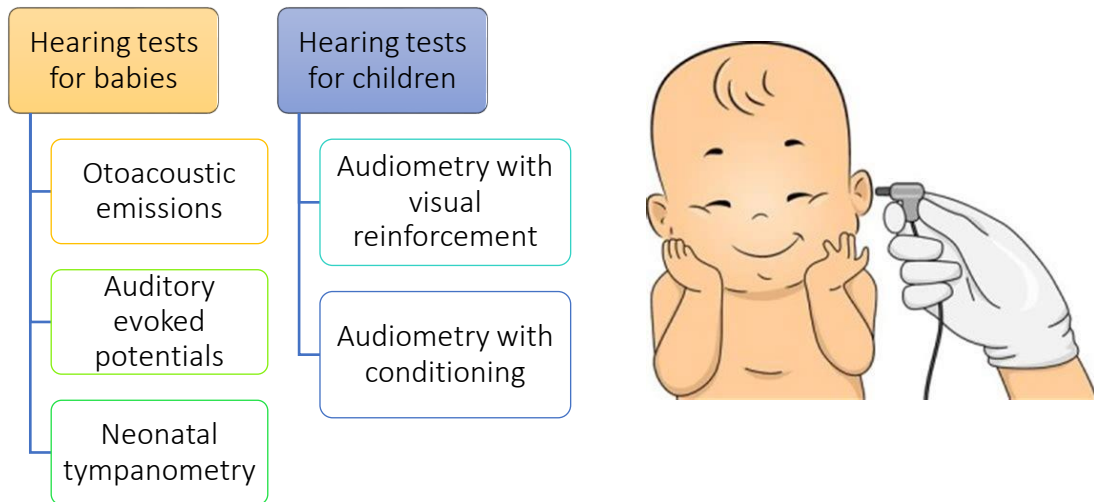 Hearing tests
for babies
Otoacoustic
emissions
Auditory
evoked
potentials
Neonatal
tympanometry
Hearing tests
for children
Audiometry with
visual
reinforcement
Audiometry with
conditioning